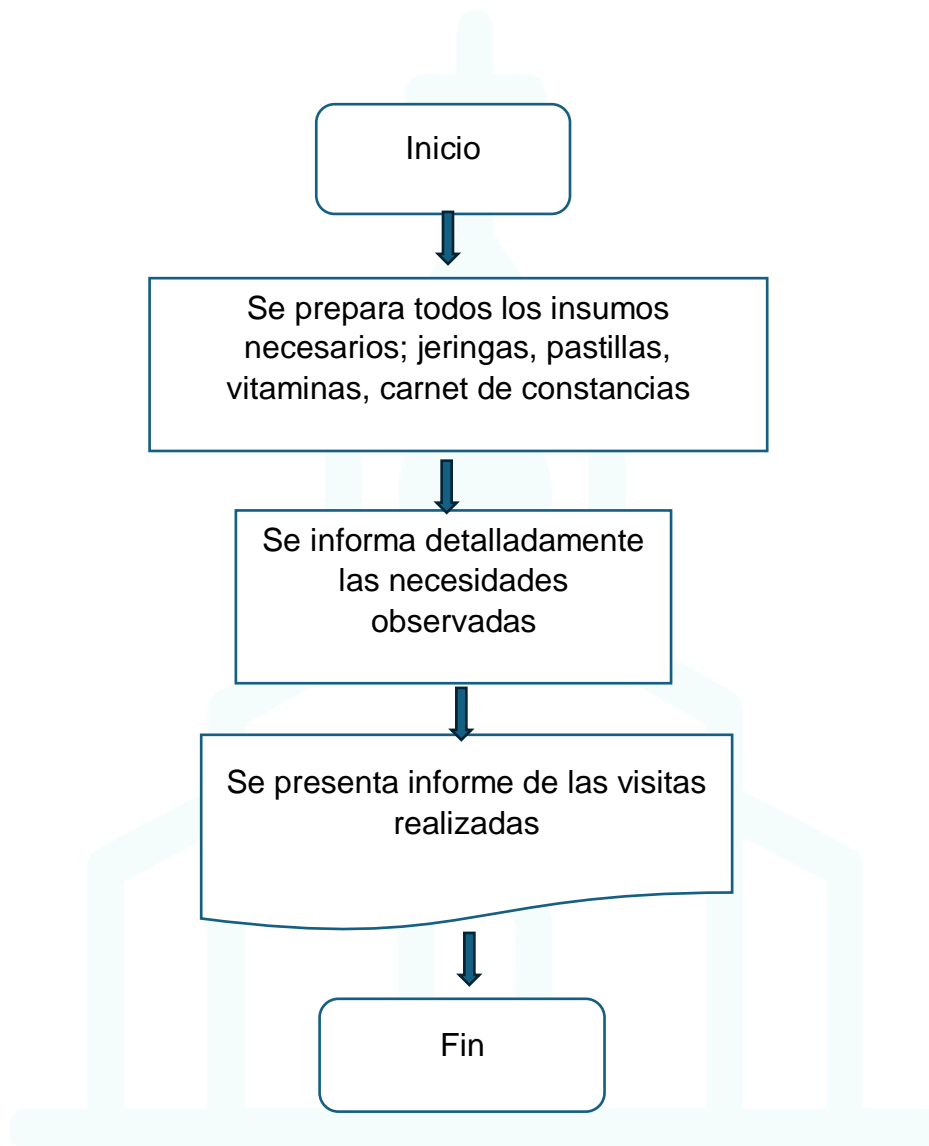 Inicio
Se prepara todos los insumos
necesarios; jeringas, pastillas,
vitaminas, carnet de constancias
Se informa detalladamente
las necesidades
observadas
Se presenta informe de las visitas
realizadas
Fin